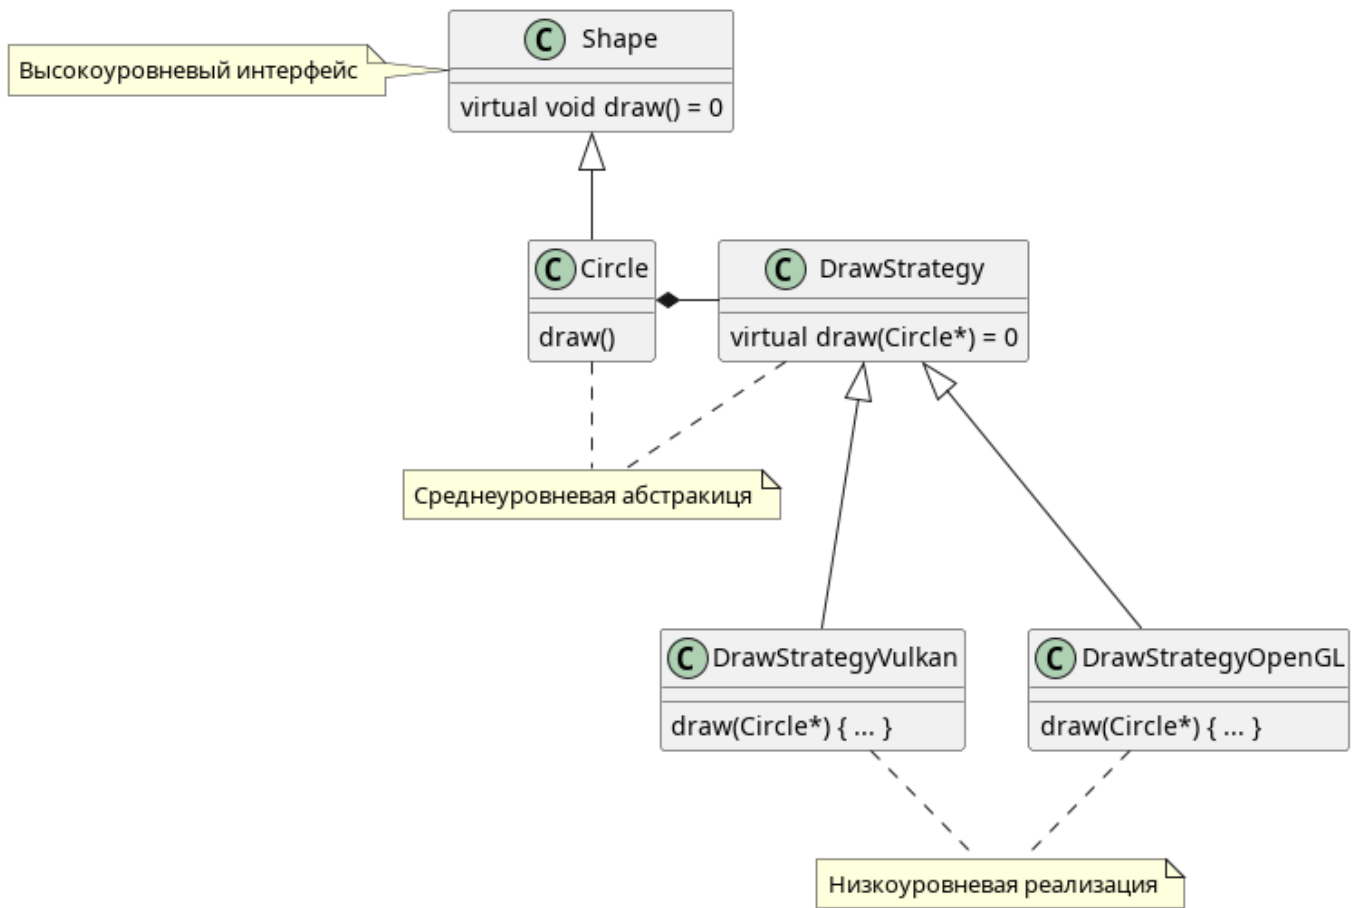 C Shape
Высокоуровневый интерфейс
virtual void draw() = 0
C Circle
C DrawStrategy
draw()
virtual draw(Circle*) = 0
Среднеуровневая абстракиця
C DrawStrategyVulkan
C DrawStrategyOpenGL
draw(Circle*) { ... }
draw(Circle*) { ... }
Низкоуровневая реализация